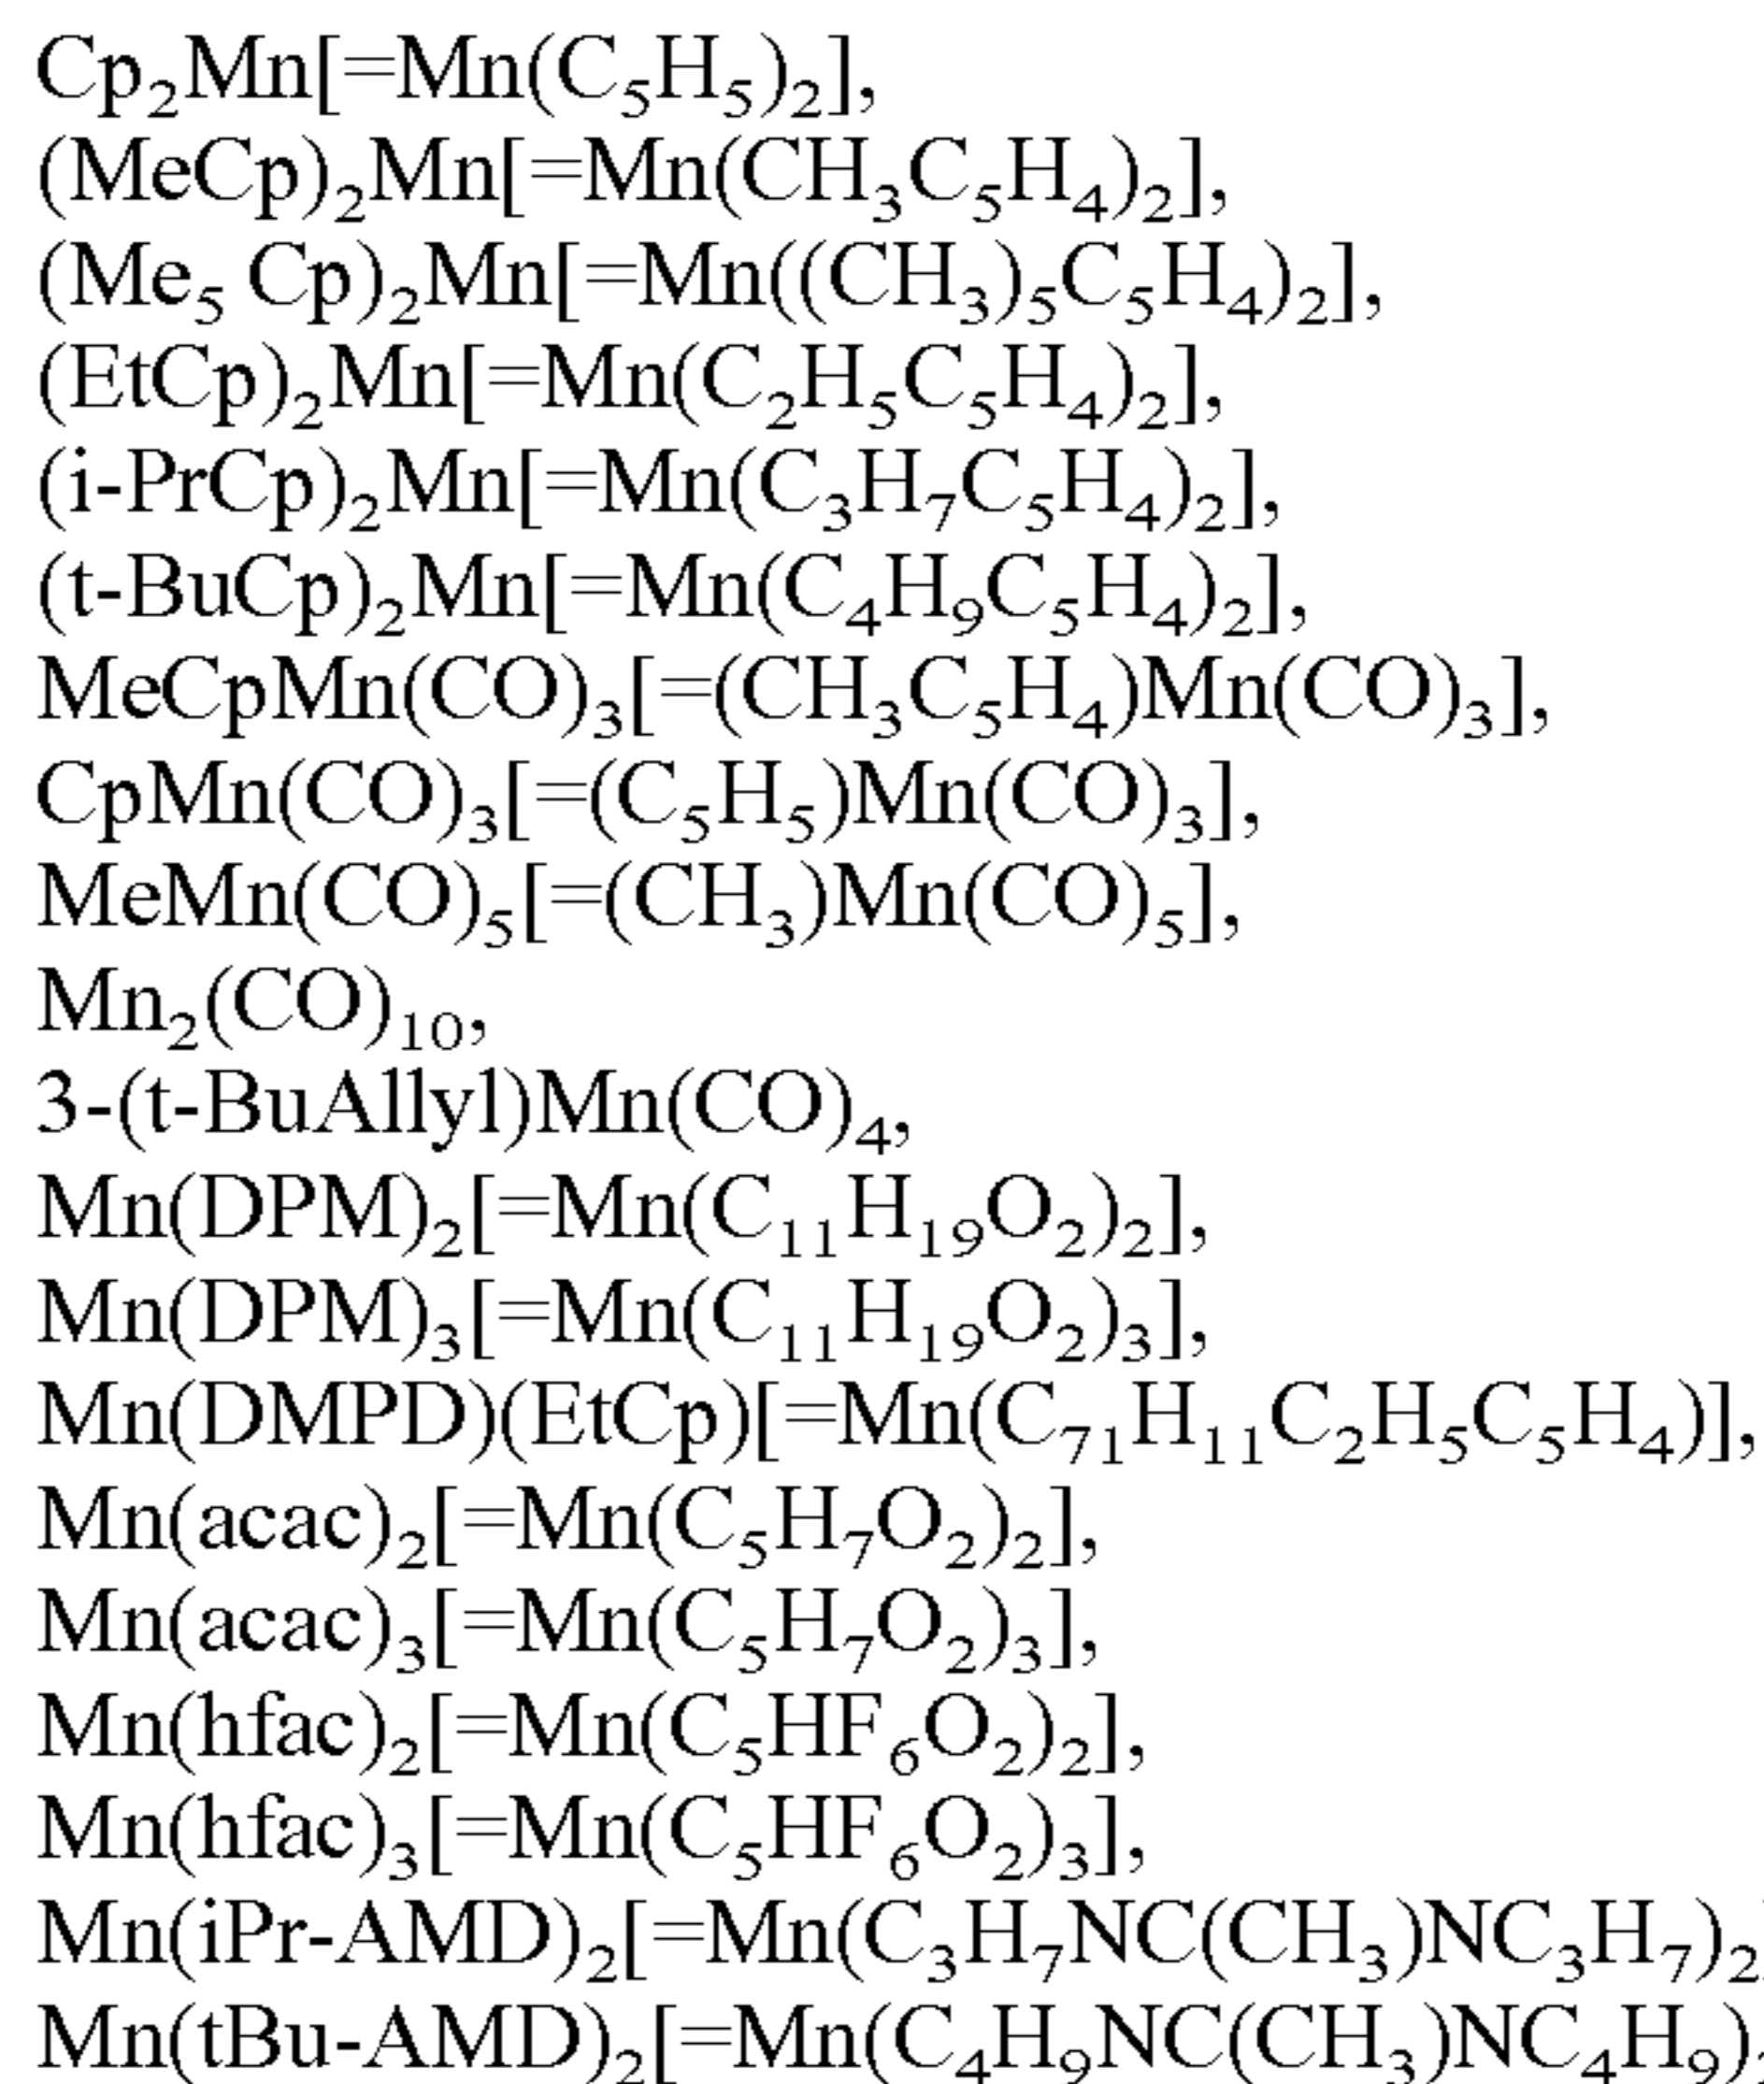 Cp₂Mn[=Mn(C₅H₅)₂],
(MeCp)₂Mn[=Mn(CH₃C₅H₄)₂],
(Me₅ Cp)₂Mn[=Mn((CH₃)₅C₅H₄)₂],
(EtCp)₂Mn[=Mn(C₂H₅C₅H₄)₂],
(i-PrCp)₂Mn[=Mn(C₃H₇C₅H₄)₂],
(t-BuCp)₂Mn[=Mn(C₄H₉C₅H₄)₂],
MeCpMn(CO)₃[=(CH₃C₅H₄)Mn(CO)₃],
CpMn(CO)₃[=(C₅H₅)Mn(CO)₃],
MeMn(CO)₅[=(CH₃)Mn(CO)₅],
Mn₂(CO)₁₀,
3-(t-BuAllyl)Mn(CO)₄,
Mn(DPM)₂[=Mn(C₁₁H₁₉O₂)₂],
Mn(DPM)₃[=Mn(C₁₁H₁₉O₂)₃],
Mn(DMPD)(EtCp)[=Mn(C₇₁H₁₁C₂H₅C₅H₄)],
Mn(acac)₂[=Mn(C₅H₇O₂)₂],
Mn(acac)₃[=Mn(C₅H₇O₂)₃],
Mn(hfac)₂[=Mn(C₅HF₆O₂)₂],
Mn(hfac)₃[=Mn(C₅HF₆O₂)₃],
Mn(iPr-AMD)₂[=Mn(C₃H₇NC(CH₃)NC₃H₇)₂
Mn(tBu-AMD)₂[=Mn(C₄H₉NC(CH₃)NC₄H₉)₂